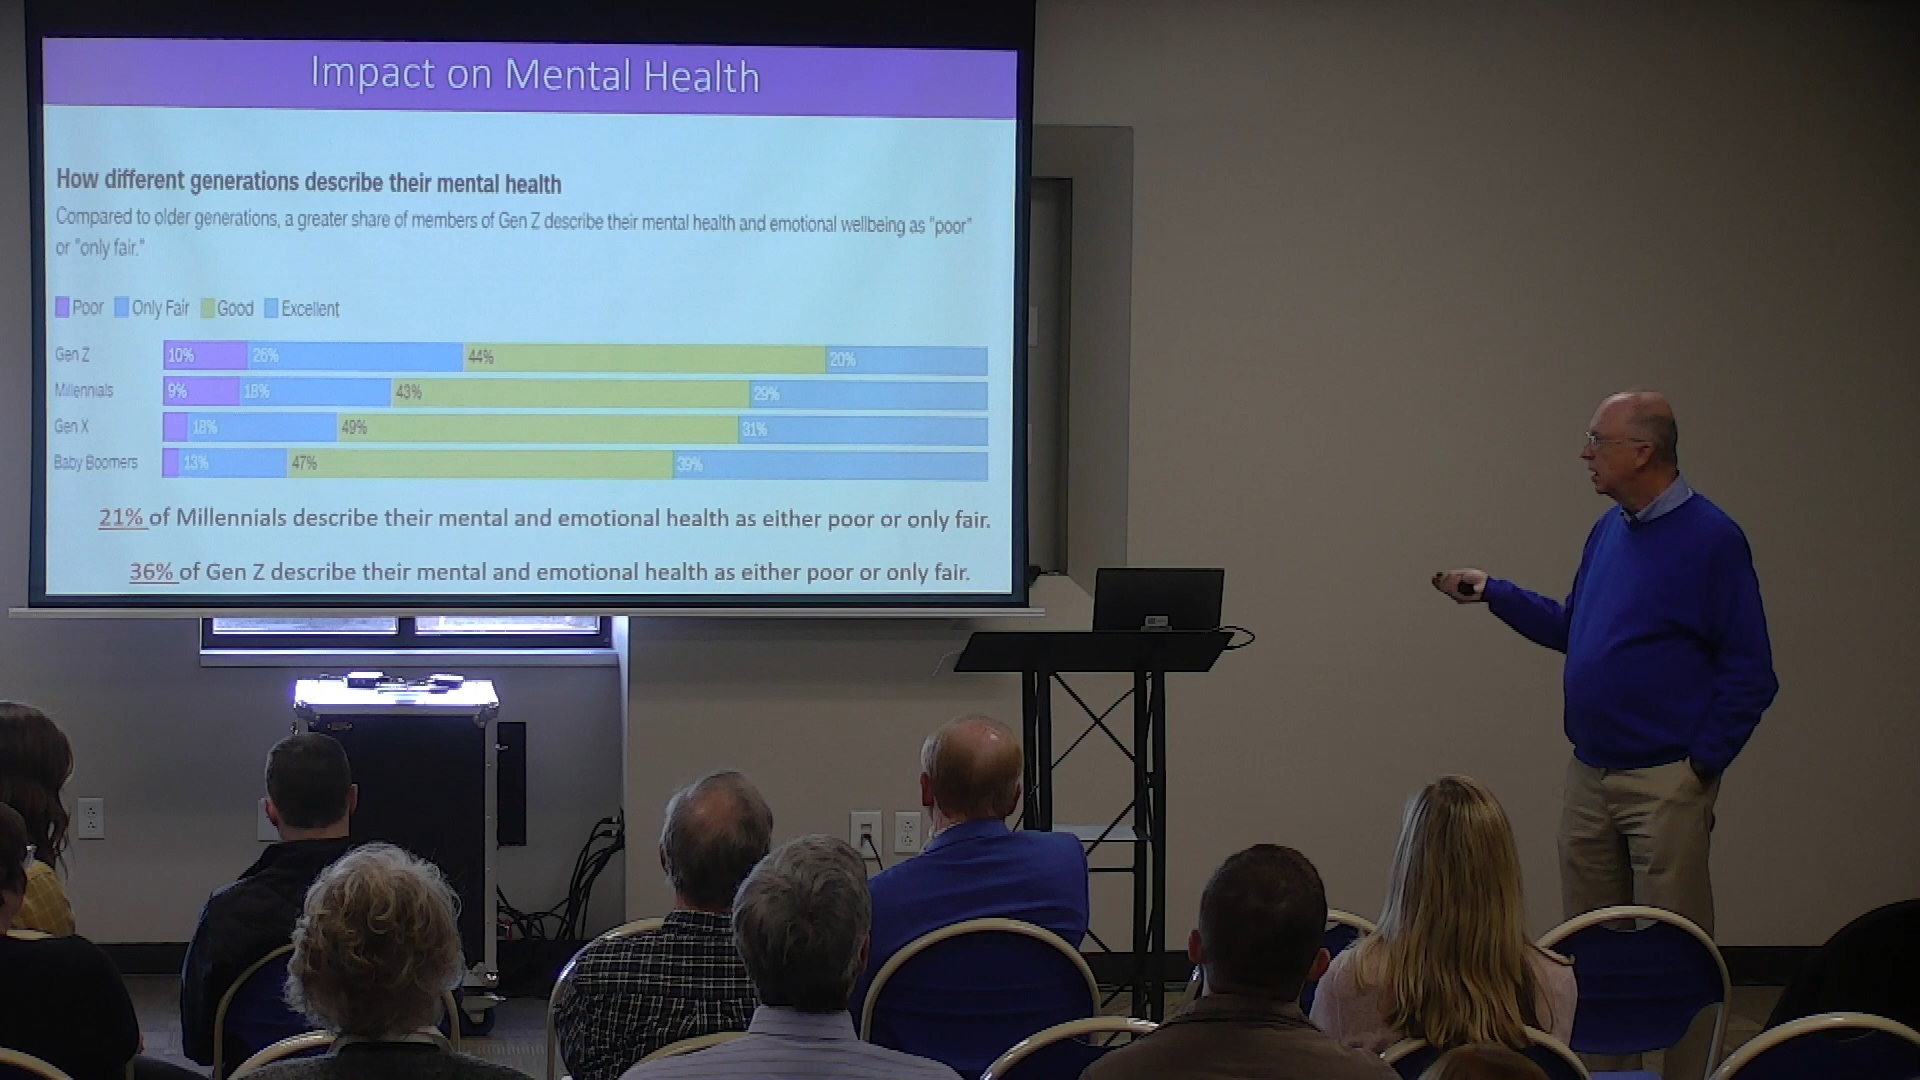 Impact on Mental Health
How different generations describe their mental health
Compared to older generations, a greater share of members of Gen Z describe their mental health and emotional wellbeing as "poor"
or "only fair."
Poor Only Fair Good Excellent
Gen Z 10% 26% 44% 20%
Millennials 9% 18% 43% 29%
Gen X 18% 49% 31%
Baby Boomers 13% 47% 39%
21% of Millennials describe their mental and emotional health as either poor or only fair.
36% of Gen Z describe their mental and emotional health as either poor or only fair.